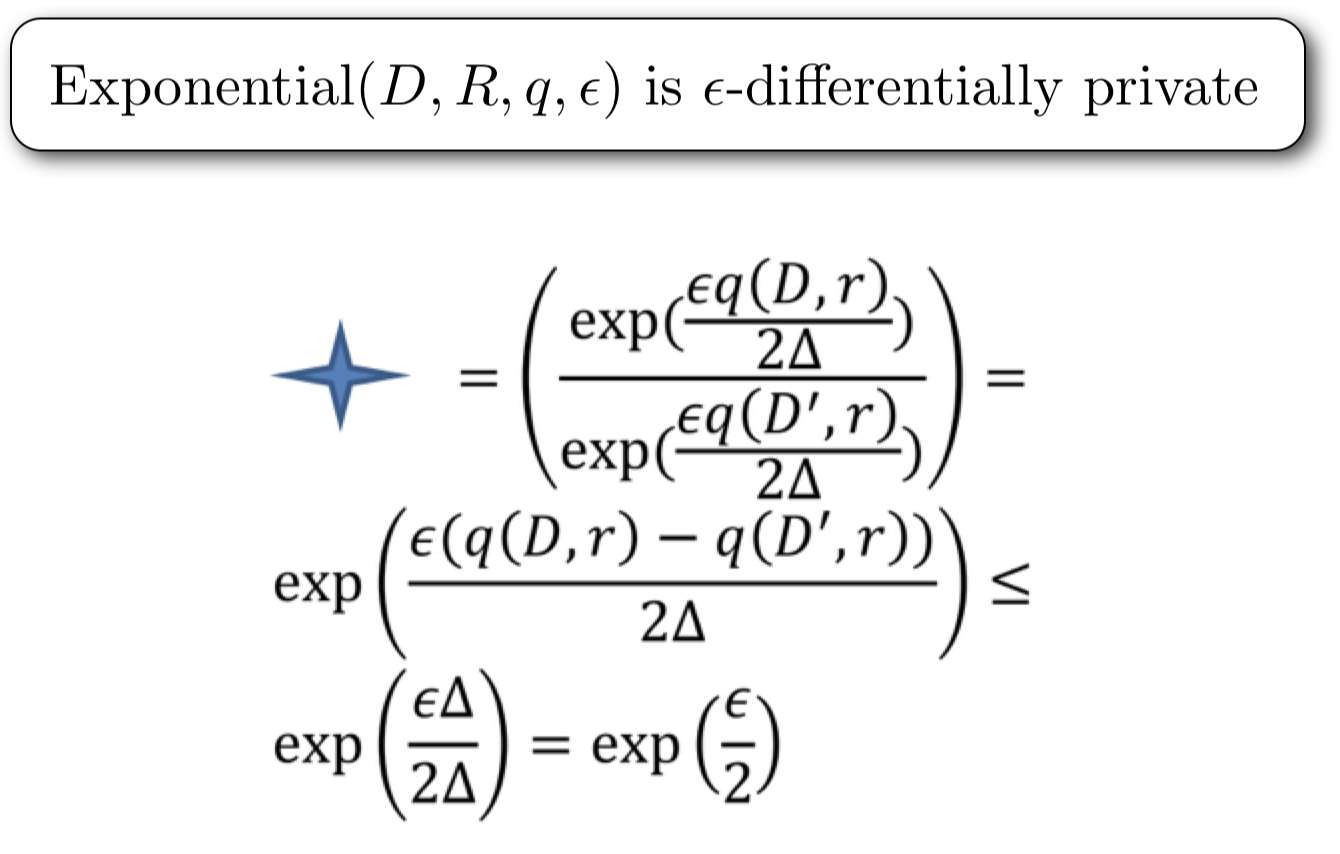 Exponential(D, R, q, ϵ) is ϵ-differentially private
= ( exp(ϵq(D,r)/2Δ) / exp(ϵq(D′,r)/2Δ) ) =
exp(ϵ(q(D,r) − q(D′,r))/2Δ) ≤
exp(ϵΔ/2Δ) = exp(ϵ/2)